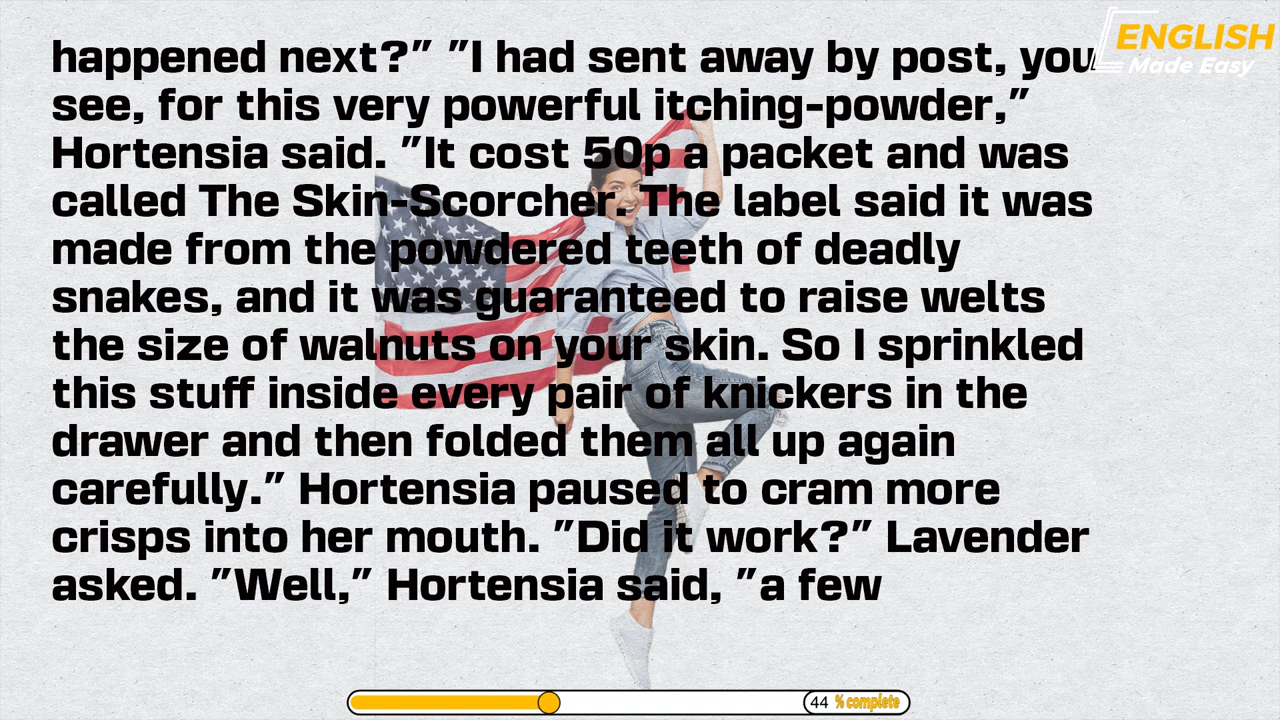 happened next?" "I had sent away by post, you
see, for this very powerful itching-powder,"
Hortensia said. "It cost 50p a packet and was
called The Skin-Scorcher. The label said it was
made from the powdered teeth of deadly
snakes, and it was guaranteed to raise welts
the size of walnuts on your skin. So I sprinkled
this stuff inside every pair of knickers in the
drawer and then folded them all up again
carefully." Hortensia paused to cram more
crisps into her mouth. "Did it work?" Lavender
asked. "Well," Hortensia said, "a few
ENGLISH
Made Easy
44 % complete